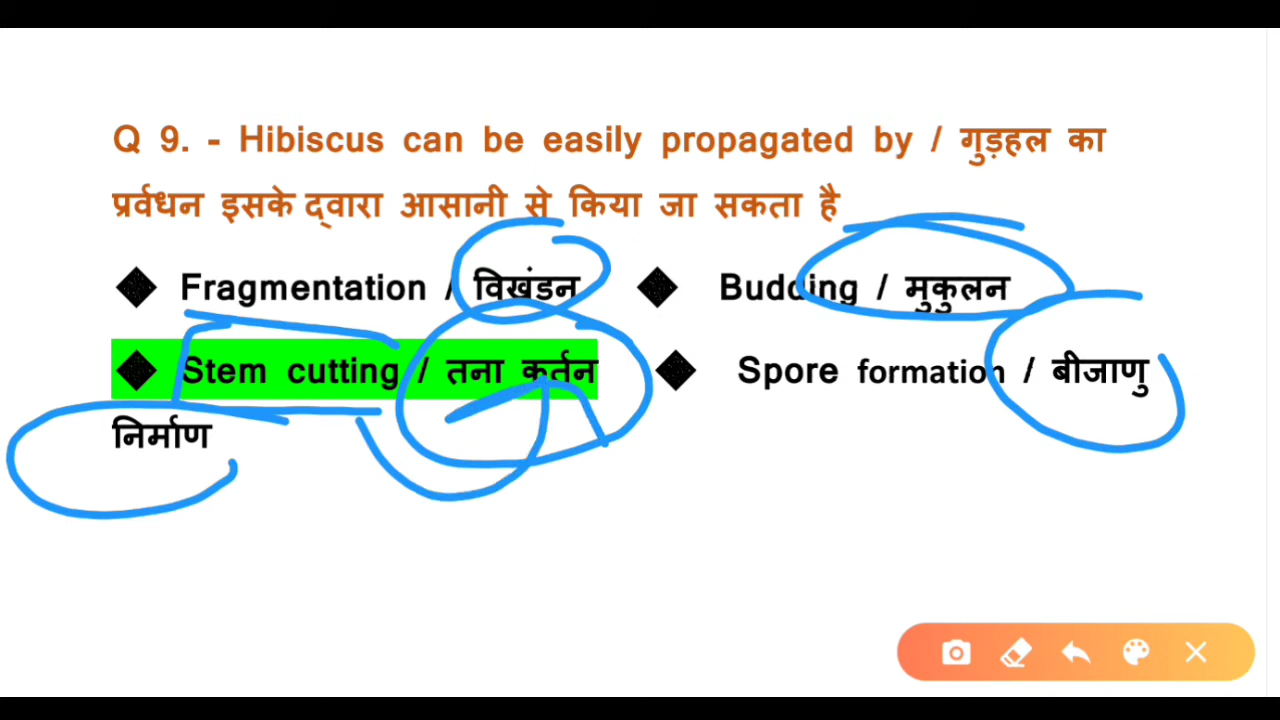 Q 9. - Hibiscus can be easily propagated by / गुड़हल का
प्रर्वधन इसके द्वारा आसानी से किया जा सकता है
◆ Fragmentation / विखंडन ◆ Budding / मुकुलन
◆ Stem cutting / तना कर्तन ◆ Spore formation / बीजाणु
निर्माण